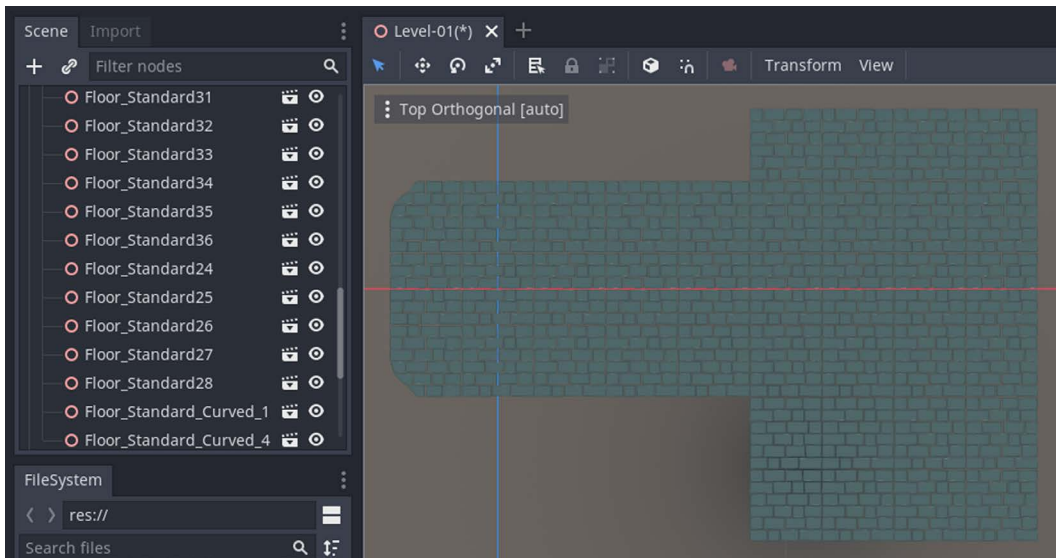 Scene Import
Filter nodes
Floor_Standard31
Floor_Standard32
Floor_Standard33
Floor_Standard34
Floor_Standard35
Floor_Standard36
Floor_Standard24
Floor_Standard25
Floor_Standard26
Floor_Standard27
Floor_Standard28
Floor_Standard_Curved_1
Floor_Standard_Curved_4
FileSystem
res://
Search files
Level-01(*)
Transform View
Top Orthogonal [auto]